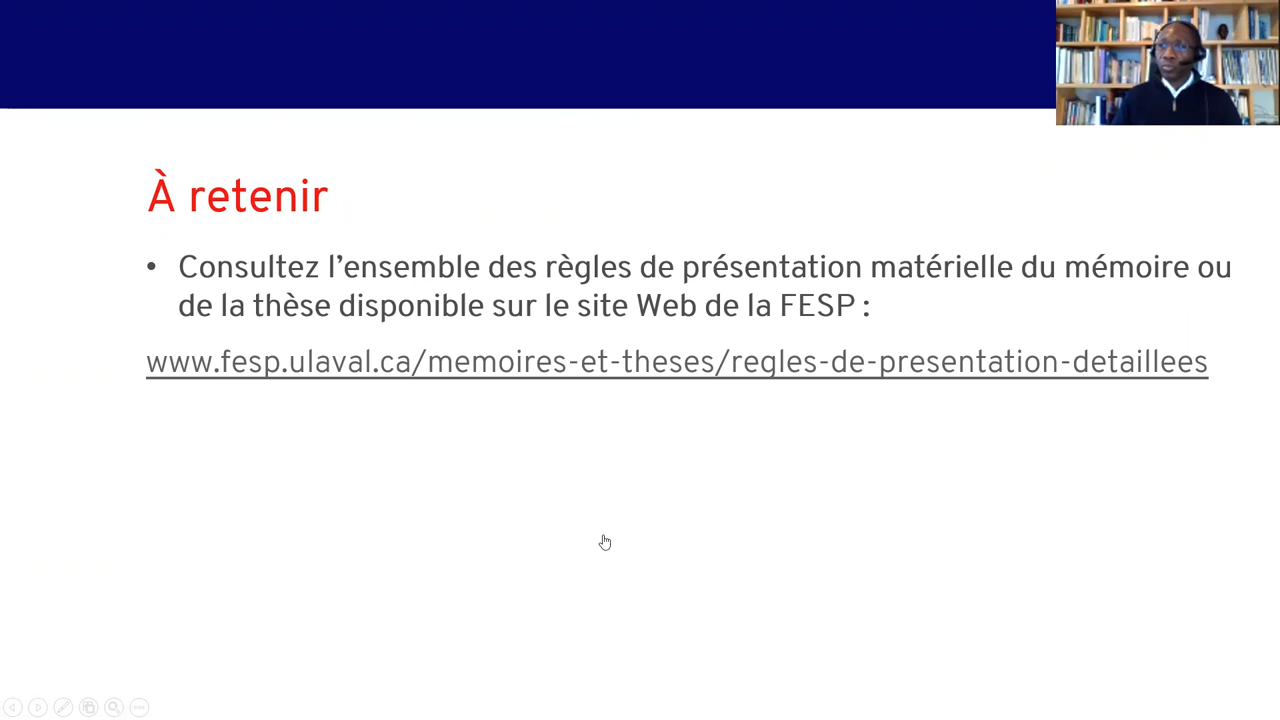 À retenir
• Consultez l’ensemble des règles de présentation matérielle du mémoire ou
de la thèse disponible sur le site Web de la FESP :
www.fesp.ulaval.ca/memoires-et-theses/regles-de-presentation-detaillees